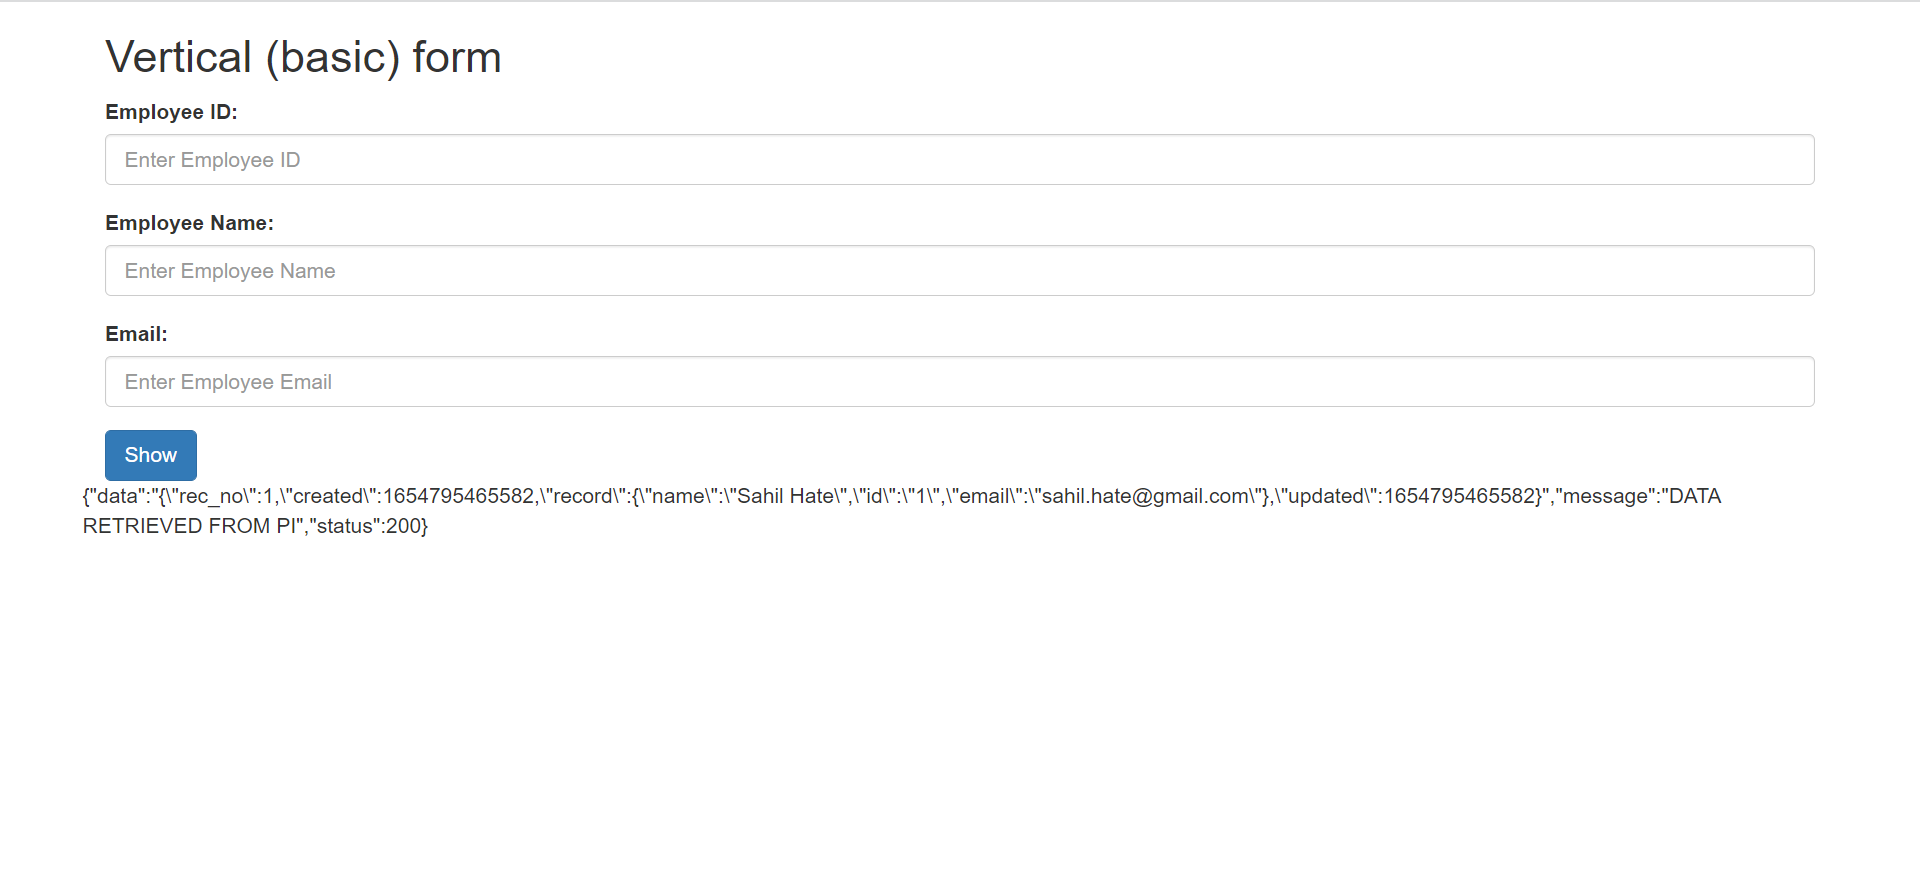 Vertical (basic) form
Employee ID:
Enter Employee ID
Employee Name:
Enter Employee Name
Email:
Enter Employee Email
Show
{"data":"{\"rec_no\":1,\"created\":1654795465582,\"record\":{\"name\":\"Sahil Hate\",\"id\":\"1\",\"email\":\"sahil.hate@gmail.com\"},\"updated\":1654795465582}","message":"DATA
RETRIEVED FROM PI","status":200}